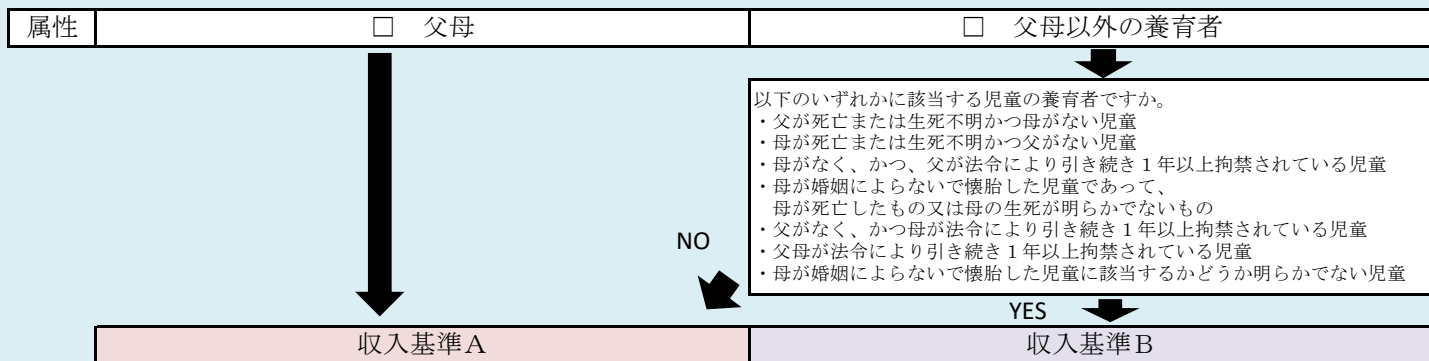 属性
□ 父母
□ 父母以外の養育者
以下のいずれかに該当する児童の養育者ですか。
・父が死亡または生死不明かつ母がない児童
・母が死亡または生死不明かつ父がない児童
・母がなく、かつ、父が法令により引き続き１年以上拘禁されている児童
・母が婚姻によらないで懐胎した児童であって、
母が死亡したもの又は母の生死が明らかでないもの
・父がなく、かつ母が法令により引き続き１年以上拘禁されている児童
・父母が法令により引き続き１年以上拘禁されている児童
・母が婚姻によらないで懐胎した児童に該当するかどうか明らかでない児童
NO
YES
収入基準Ａ
収入基準Ｂ